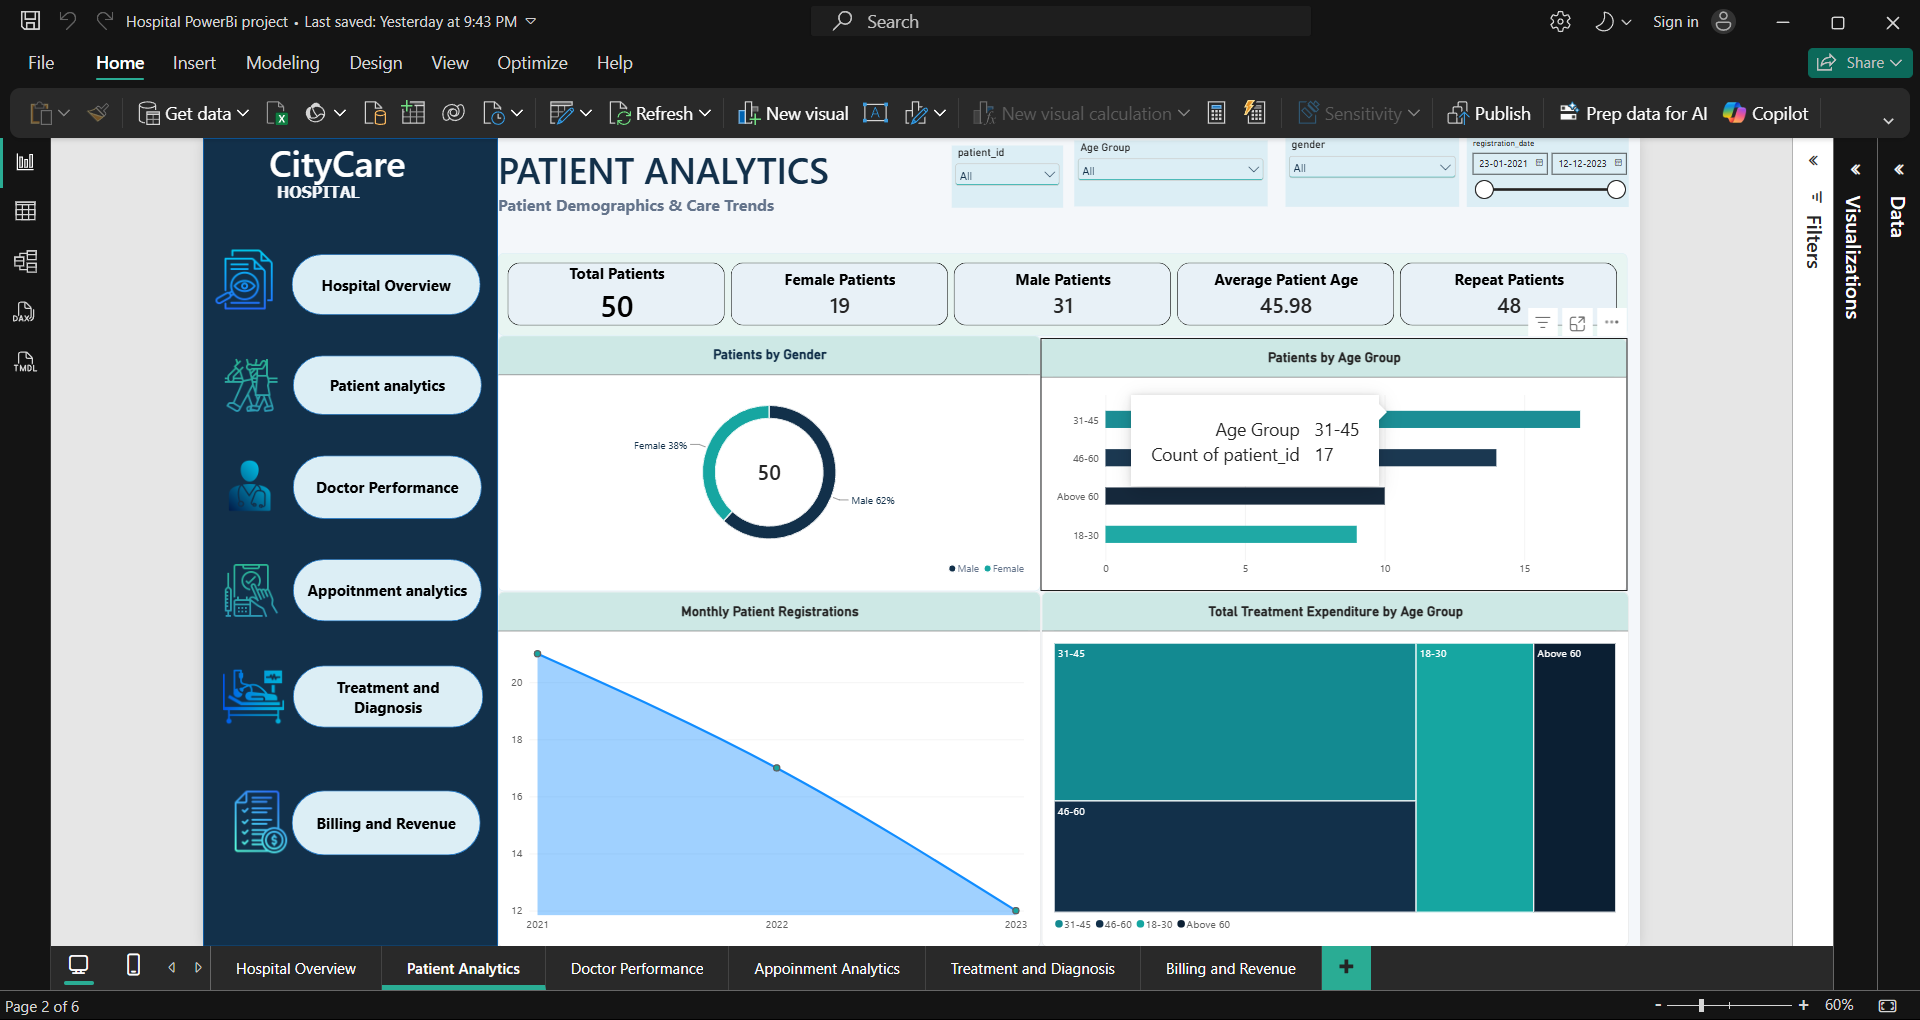 Hospital PowerBi project • Last saved: Yesterday at 9:43 PM
Search
Sign in
File
Home
Insert
Modeling
Design
View
Optimize
Help
Share
Get data
Refresh
New visual
New visual calculation
Sensitivity
Publish
Prep data for AI
Copilot
DAX
TMDL
CityCare
HOSPITAL
Hospital Overview
Patient analytics
Doctor Performance
Appoitnment analytics
Treatment and
Diagnosis
Billing and Revenue
PATIENT ANALYTICS
Patient Demographics & Care Trends
patient_id
All
Age Group
All
gender
All
registration_date
23-01-2021
12-12-2023
Total Patients
50
Female Patients
19
Male Patients
31
Average Patient Age
45.98
Repeat Patients
48
Patients by Gender
Female 38%
50
Male 62%
Male
Female
Patients by Age Group
31-45
46-60
Above 60
18-30
0
5
10
15
Age Group 31-45
Count of patient_id 17
Monthly Patient Registrations
20
18
16
14
12
2021
2022
2023
Total Treatment Expenditure by Age Group
31-45
18-30
Above 60
46-60
31-45
46-60
18-30
Above 60
Filters
Visualizations
Data
Hospital Overview
Patient Analytics
Doctor Performance
Appoinment Analytics
Treatment and Diagnosis
Billing and Revenue
+
Page 2 of 6
- + 60%